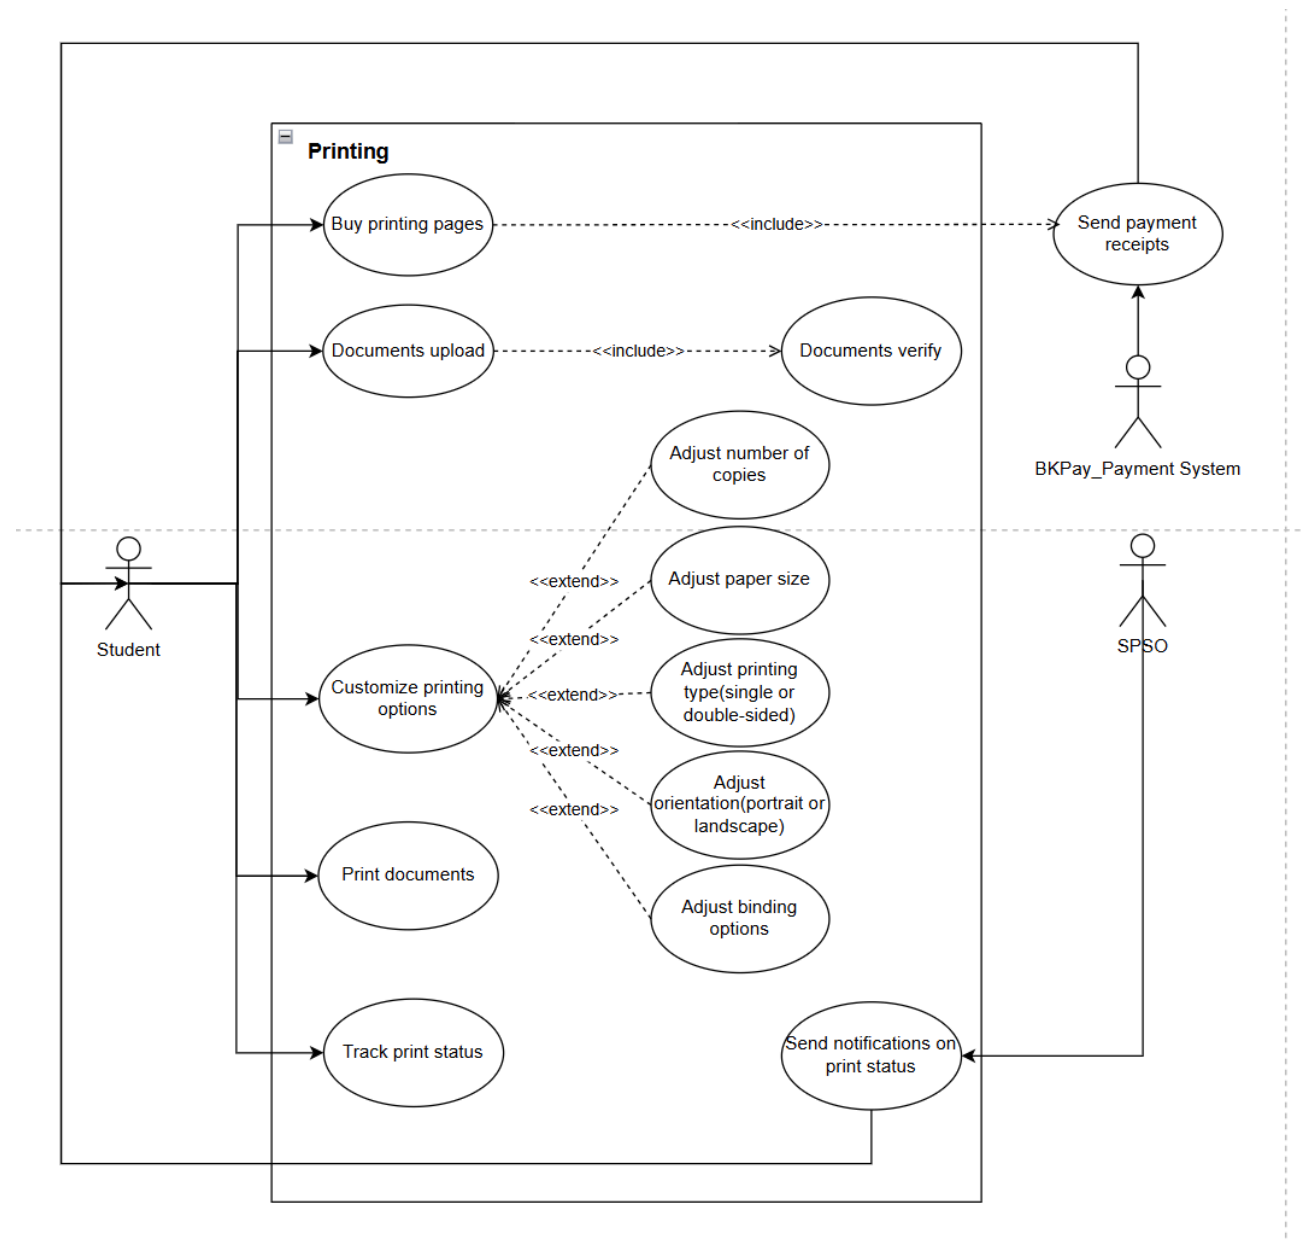 Printing
Buy printing pages
<<include>>
Send payment
receipts
Documents upload
<<include>>
Documents verify
BKPay_Payment System
Adjust number of
copies
<<extend>>
Adjust paper size
<<extend>>
Student
SPSO
Customize printing
options
<<extend>>
Adjust printing
type(single or
double-sided)
<<extend>>
Adjust
orientation(portrait or
landscape)
<<extend>>
Print documents
Adjust binding
options
Track print status
Send notifications on
print status